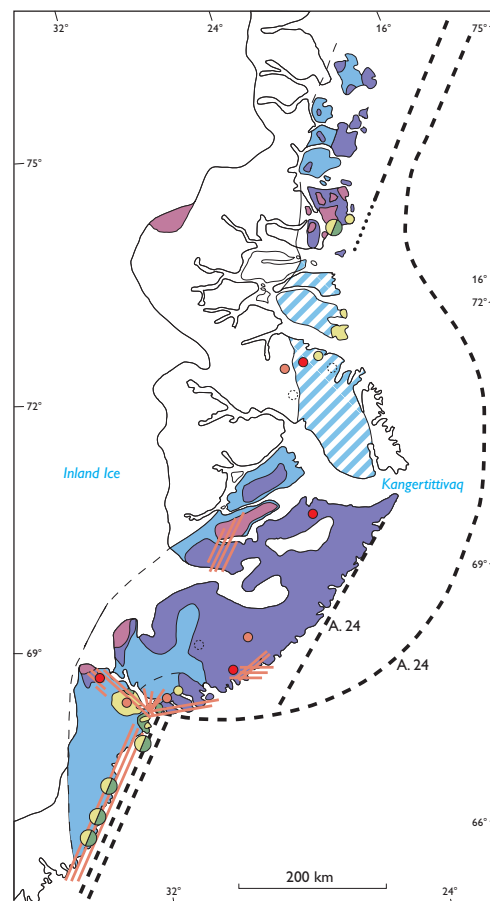 32° 24° 16° 75°
75°
16°
72°
72°
Inland Ice
Kangertittivaq
69°
A. 24
69°
A. 24
66°
200 km
32° 24°